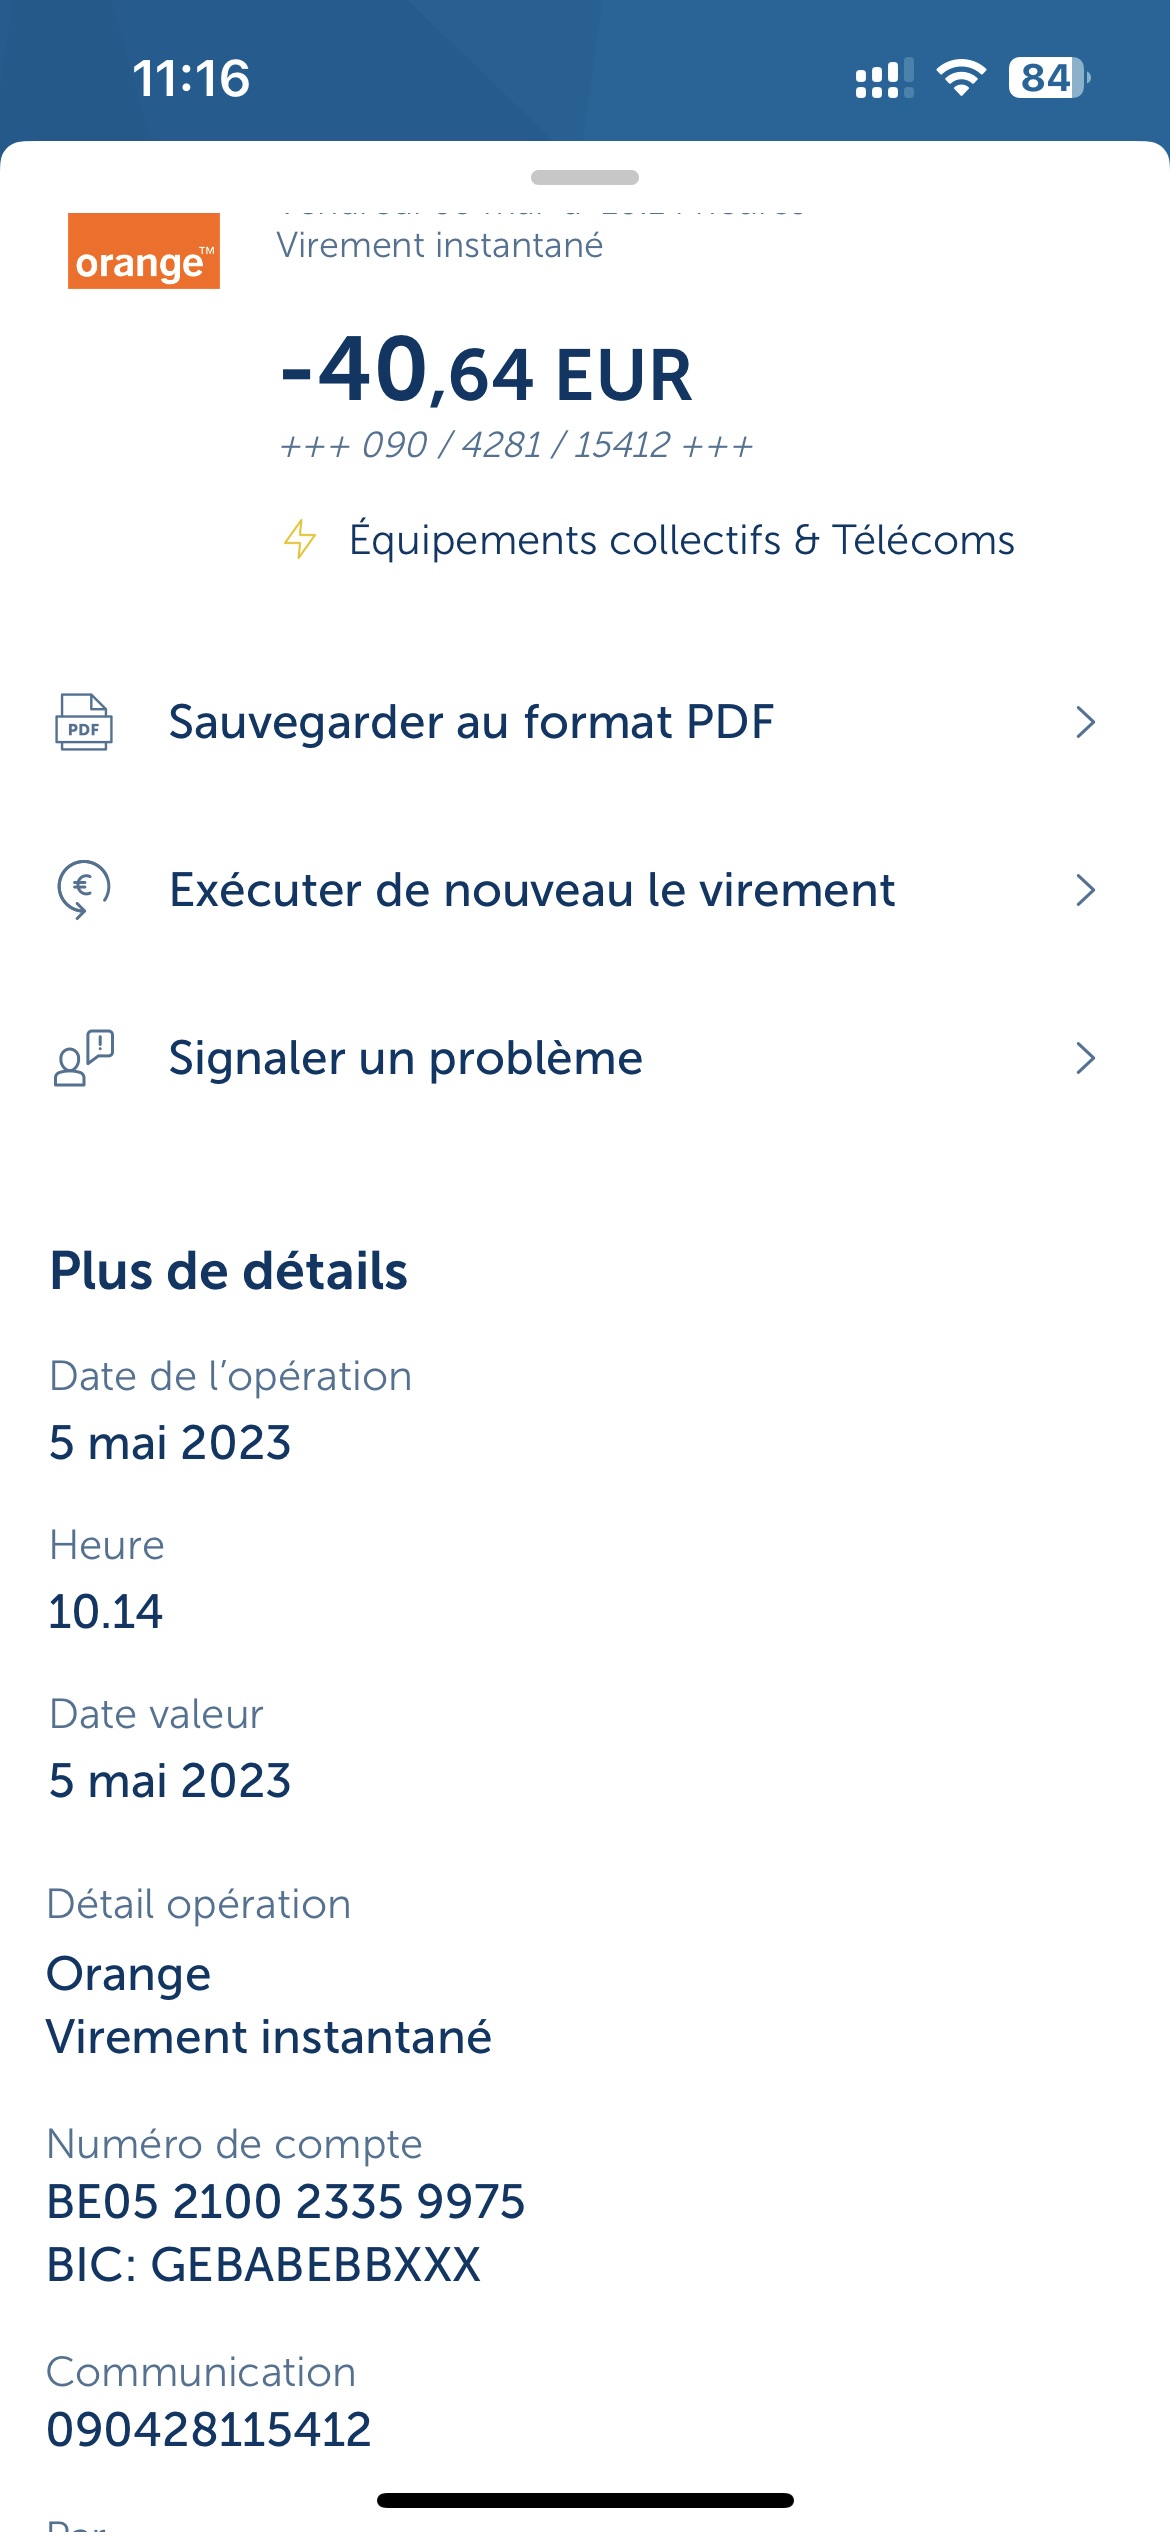 11:16
84
orange™
Virement instantané
-40,64 EUR
+++ 090 / 4281 / 15412 +++
Équipements collectifs & Télécoms
PDF
Sauvegarder au format PDF
€
Exécuter de nouveau le virement
!
Signaler un problème
Plus de détails
Date de l’opération
5 mai 2023
Heure
10.14
Date valeur
5 mai 2023
Détail opération
Orange
Virement instantané
Numéro de compte
BE05 2100 2335 9975
BIC: GEBABEBBXXX
Communication
090428115412